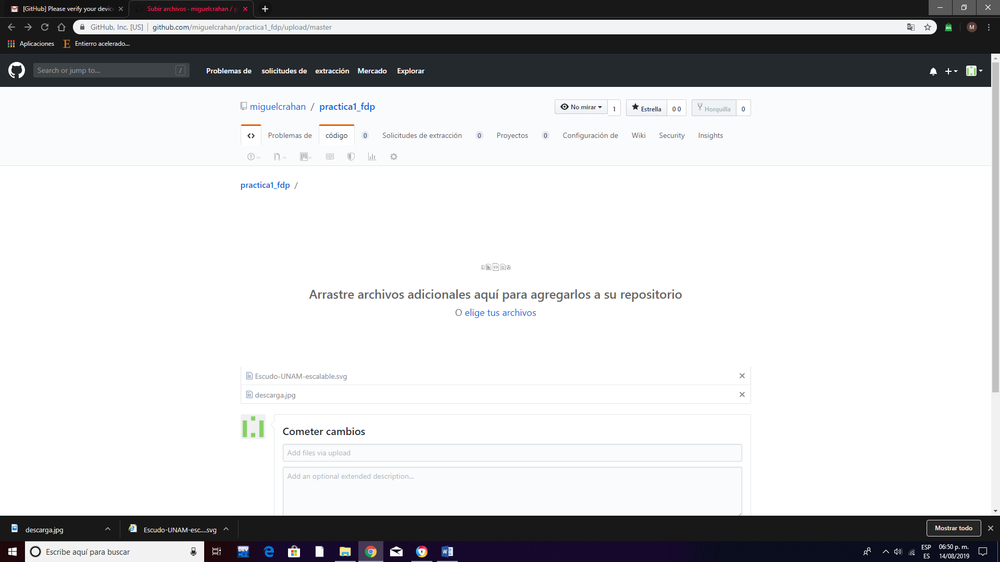 [GitHub] Please verify your device
Subir archivos · miguelcrahan / p
GitHub, Inc. [US]
github.com/miguelcrahan/practica1_fdp/upload/master
M
Aplicaciones
E Entierro acelerado...
Search or jump to...
/
Problemas de solicitudes de extracción Mercado Explorar
miguelcrahan / practica1_fdp
No mirar 1
Estrella 0 0
Horquilla 0
Problemas de código 0 Solicitudes de extracción 0 Proyectos 0 Configuración de Wiki Security Insights
practica1_fdp /
Arrastre archivos adicionales aquí para agregarlos a su repositorio
O elige tus archivos
Escudo-UNAM-escalable.svg
descarga.jpg
Cometer cambios
Add files via upload
Add an optional extended description...
descarga.jpg
Escudo-UNAM-esc....svg
Mostrar todo
Escribe aquí para buscar
DEV
ESP
ES
06:50 p. m.
14/08/2019